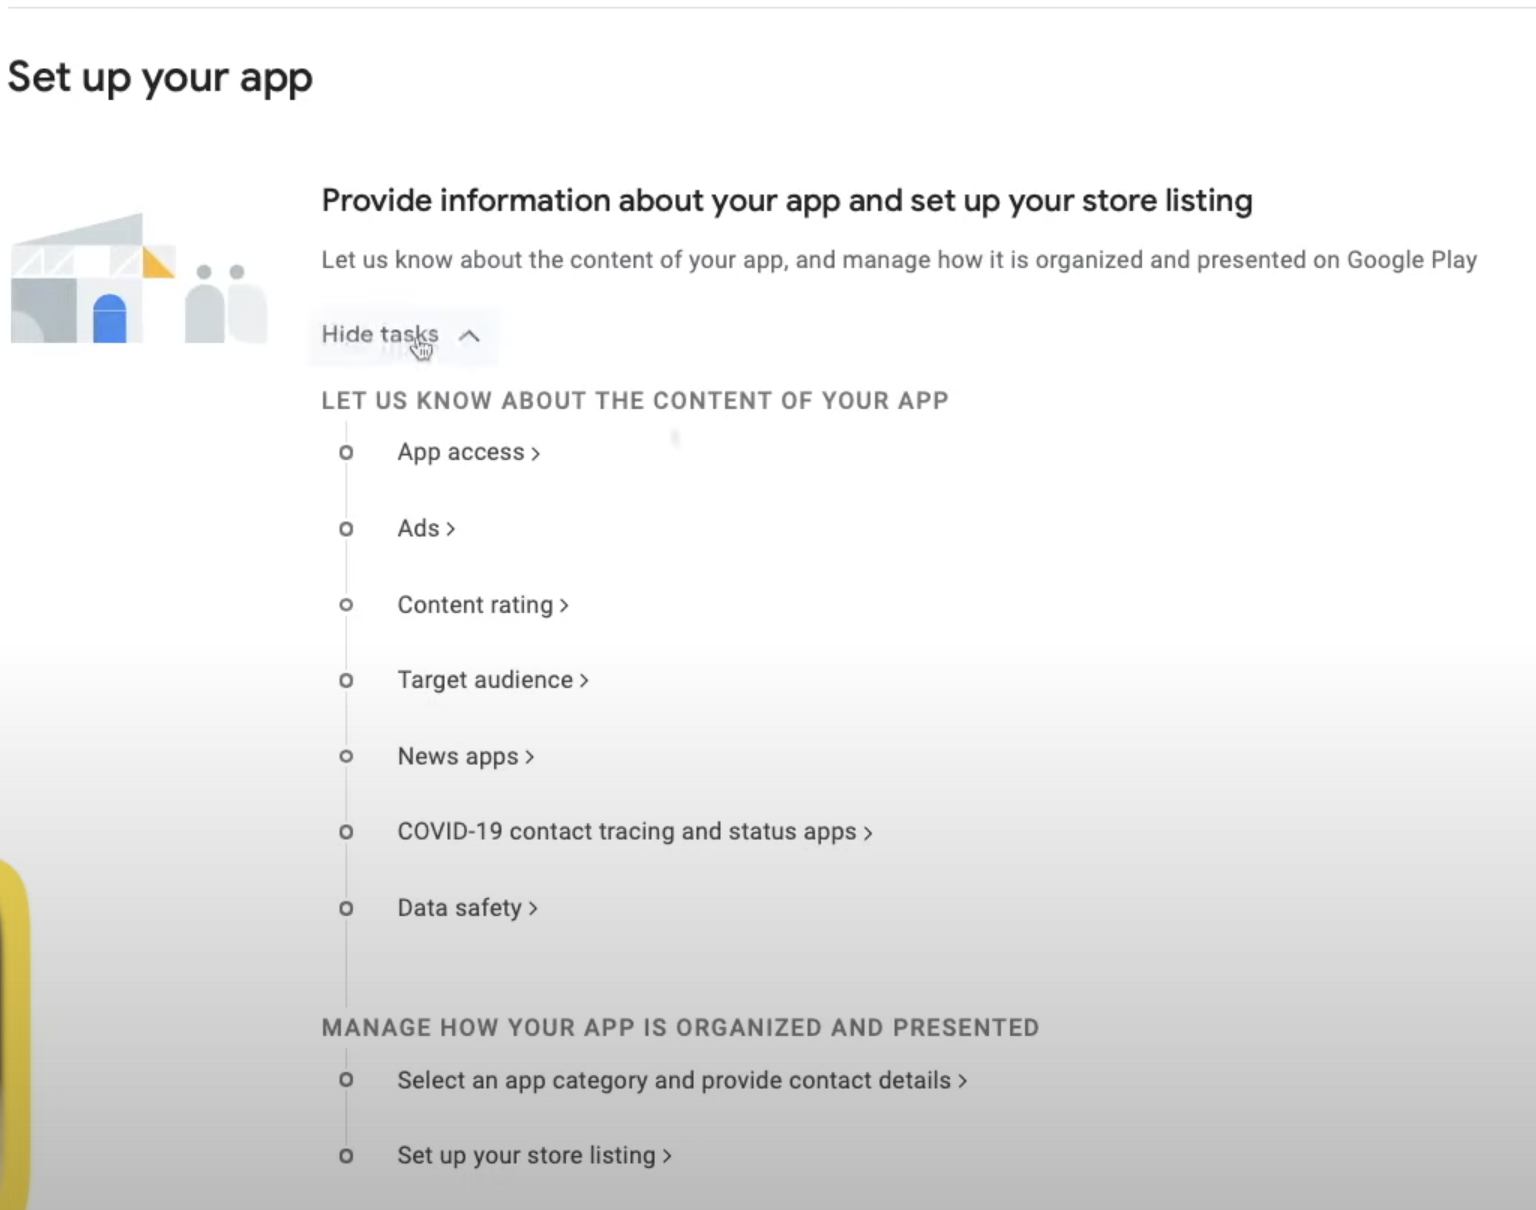 Set up your app
Provide information about your app and set up your store listing
Let us know about the content of your app, and manage how it is organized and presented on Google Play
Hide tasks
LET US KNOW ABOUT THE CONTENT OF YOUR APP
App access
Ads
Content rating
Target audience
News apps
COVID-19 contact tracing and status apps
Data safety
MANAGE HOW YOUR APP IS ORGANIZED AND PRESENTED
Select an app category and provide contact details
Set up your store listing